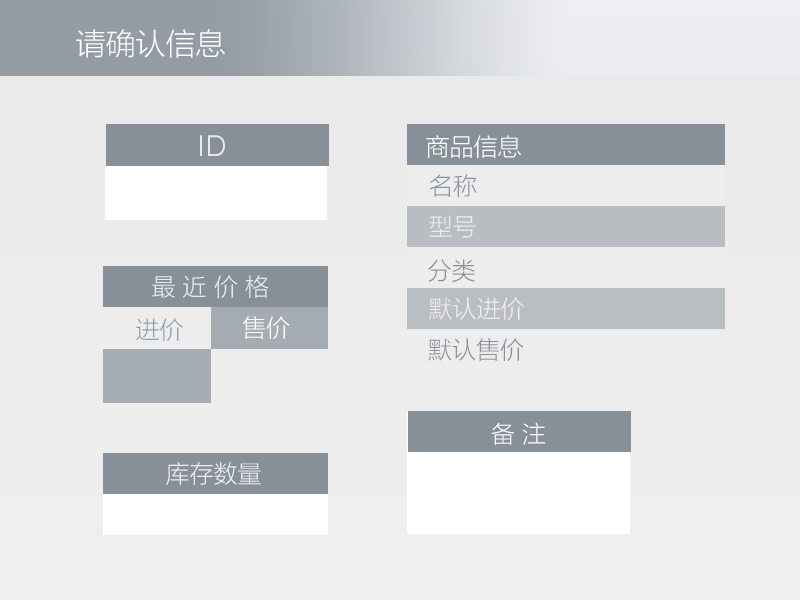 请确认信息
ID
最近价格
进价 售价
库存数量
商品信息
名称
型号
分类
默认进价
默认售价
备注